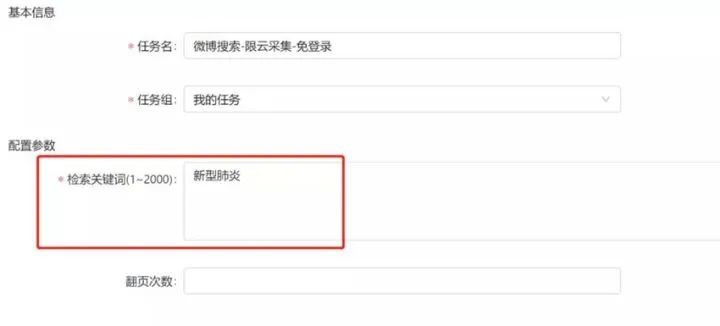 基本信息
* 任务名: 微博搜索-限云采集-免登录
* 任务组: 我的任务
配置参数
* 检索关键词(1~2000): 新型肺炎
翻页次数: